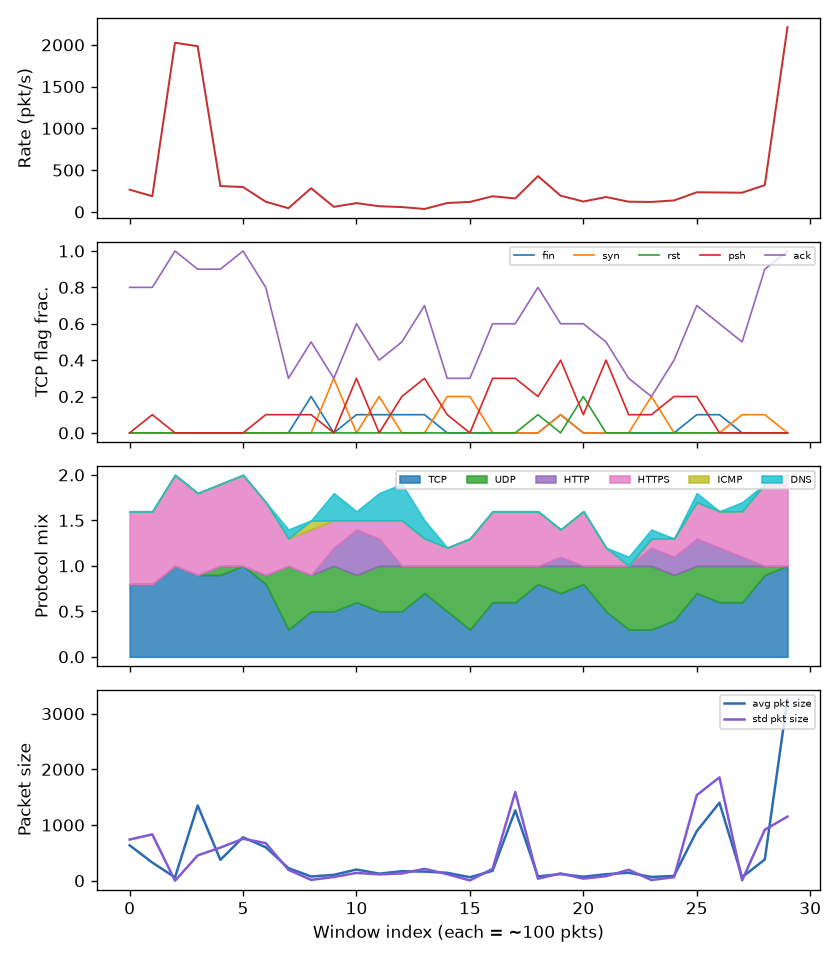 Rate (pkt/s)
2000
1500
1000
500
0
TCP flag frac.
1.0
0.8
0.6
0.4
0.2
0.0
fin syn rst psh ack
Protocol mix
2.0
1.5
1.0
0.5
0.0
TCP UDP HTTP HTTPS ICMP DNS
Packet size
3000
2000
1000
0
avg pkt size
std pkt size
0 5 10 15 20 25 30
Window index (each = ~100 pkts)